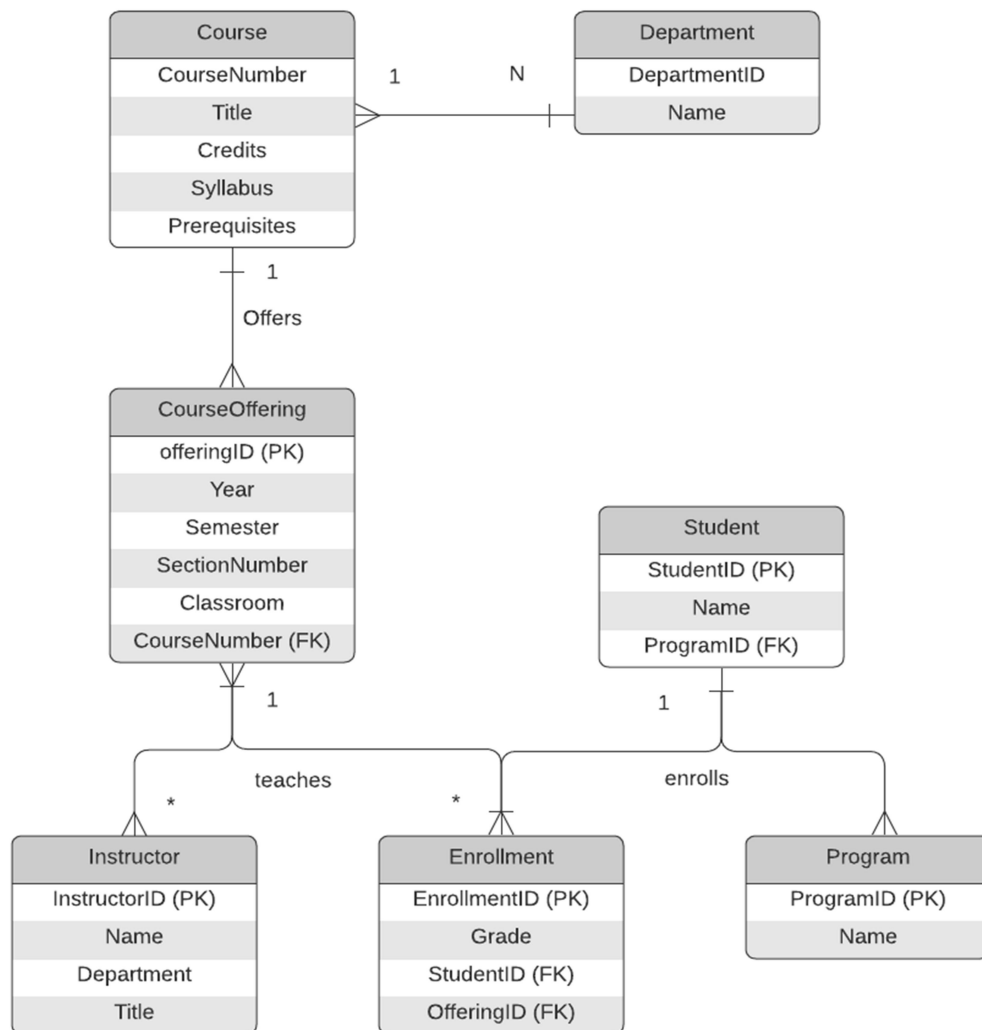 Course
CourseNumber
Title
Credits
Syllabus
Prerequisites
1
N
Department
DepartmentID
Name
1
Offers
CourseOffering
offeringID (PK)
Year
Semester
SectionNumber
Classroom
CourseNumber (FK)
Student
StudentID (PK)
Name
ProgramID (FK)
1
1
teaches
enrolls
*
*
Instructor
InstructorID (PK)
Name
Department
Title
Enrollment
EnrollmentID (PK)
Grade
StudentID (FK)
OfferingID (FK)
Program
ProgramID (PK)
Name